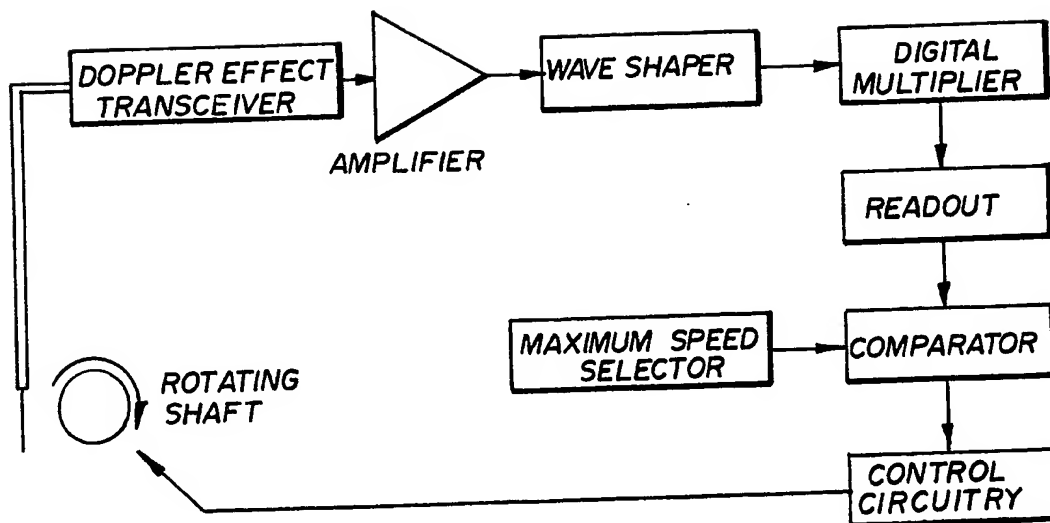 DOPPLER EFFECT
TRANSCEIVER
AMPLIFIER
WAVE SHAPER
DIGITAL
MULTIPLIER
READOUT
MAXIMUM SPEED
SELECTOR
COMPARATOR
ROTATING
SHAFT
CONTROL
CIRCUITRY